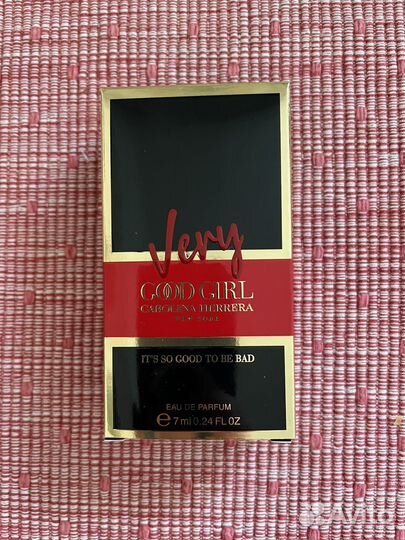 Very
GOOD GIRL
CAROLINA HERRERA
NEW YORK
IT'S SO GOOD TO BE BAD
EAU DE PARFUM
e 7 ml 0.24 FL OZ
Avito